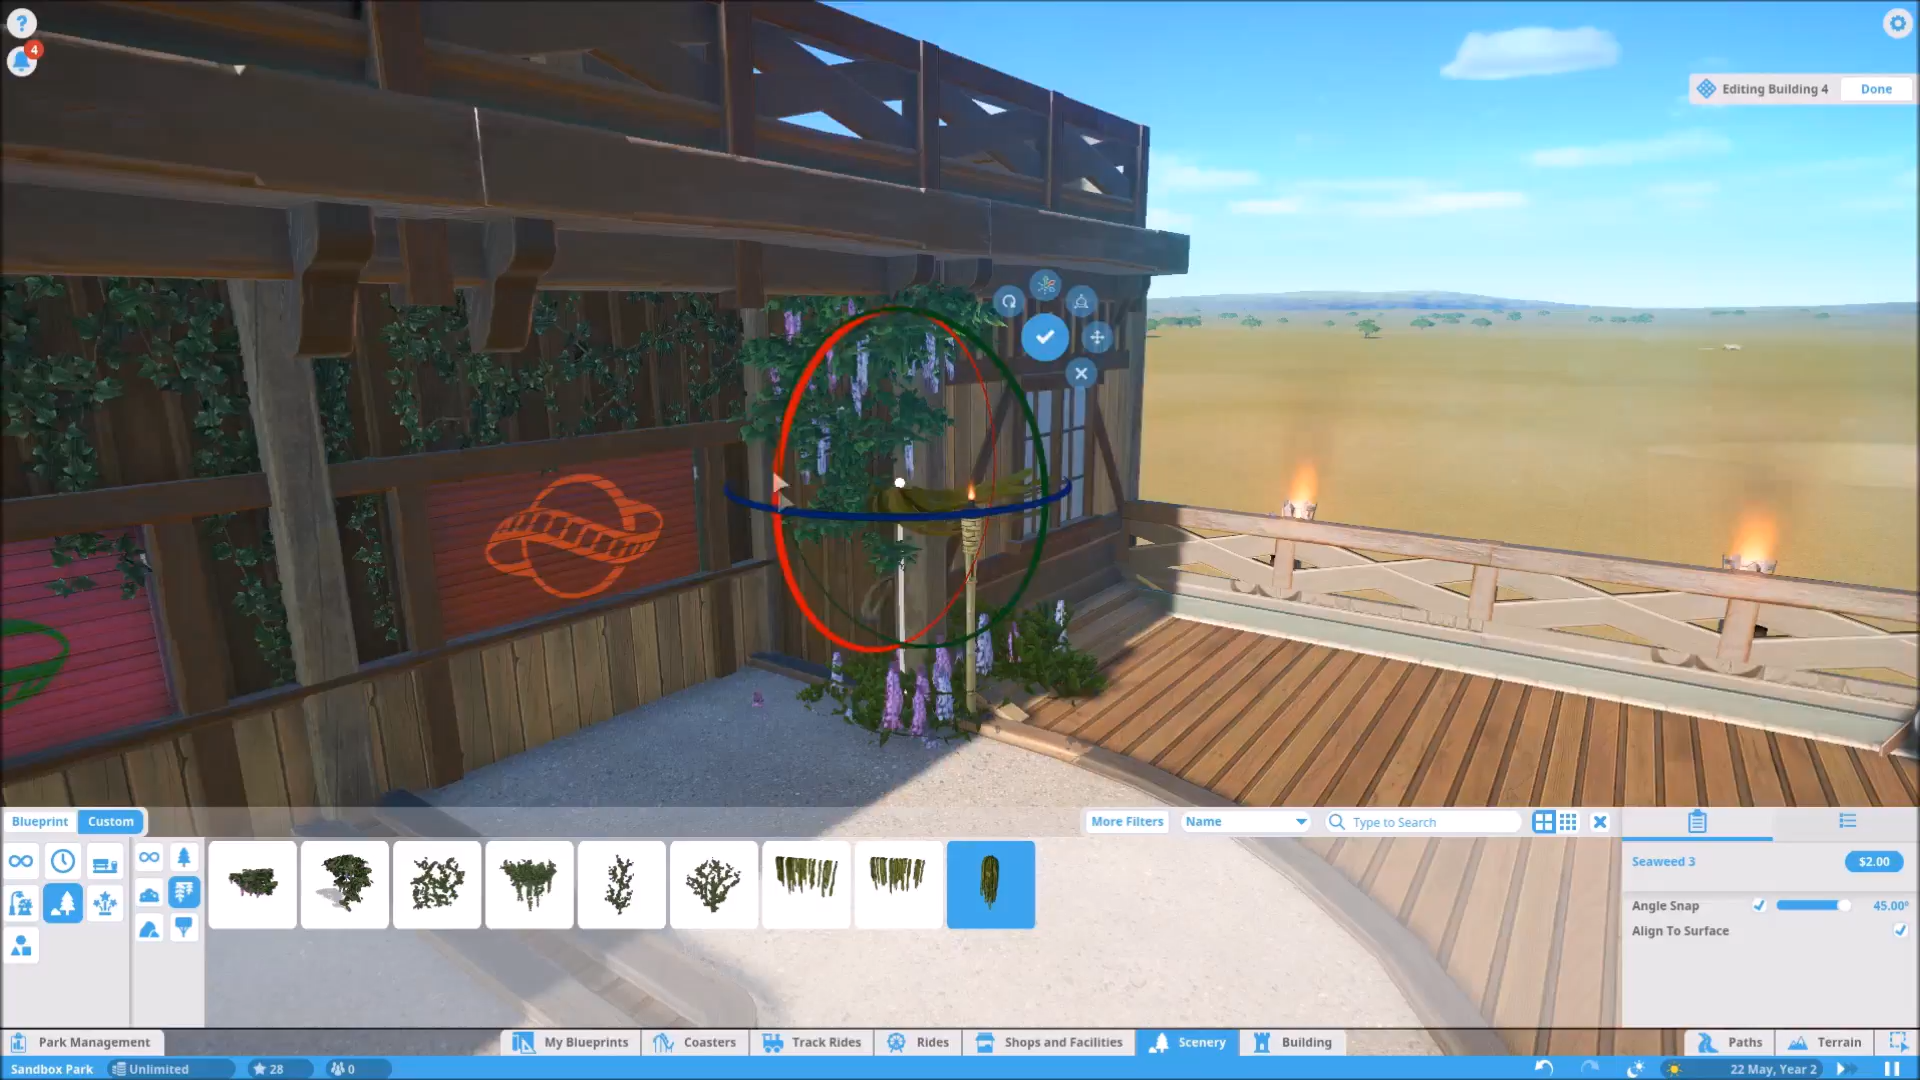 ?
4
Editing Building 4
Done
Blueprint
Custom
More Filters
Name
Type to Search
Seaweed 3
$2.00
Angle Snap
45.00°
Align To Surface
Park Management
My Blueprints
Coasters
Track Rides
Rides
Shops and Facilities
Scenery
Building
Paths
Terrain
Sandbox Park
Unlimited
28
0
22 May, Year 2